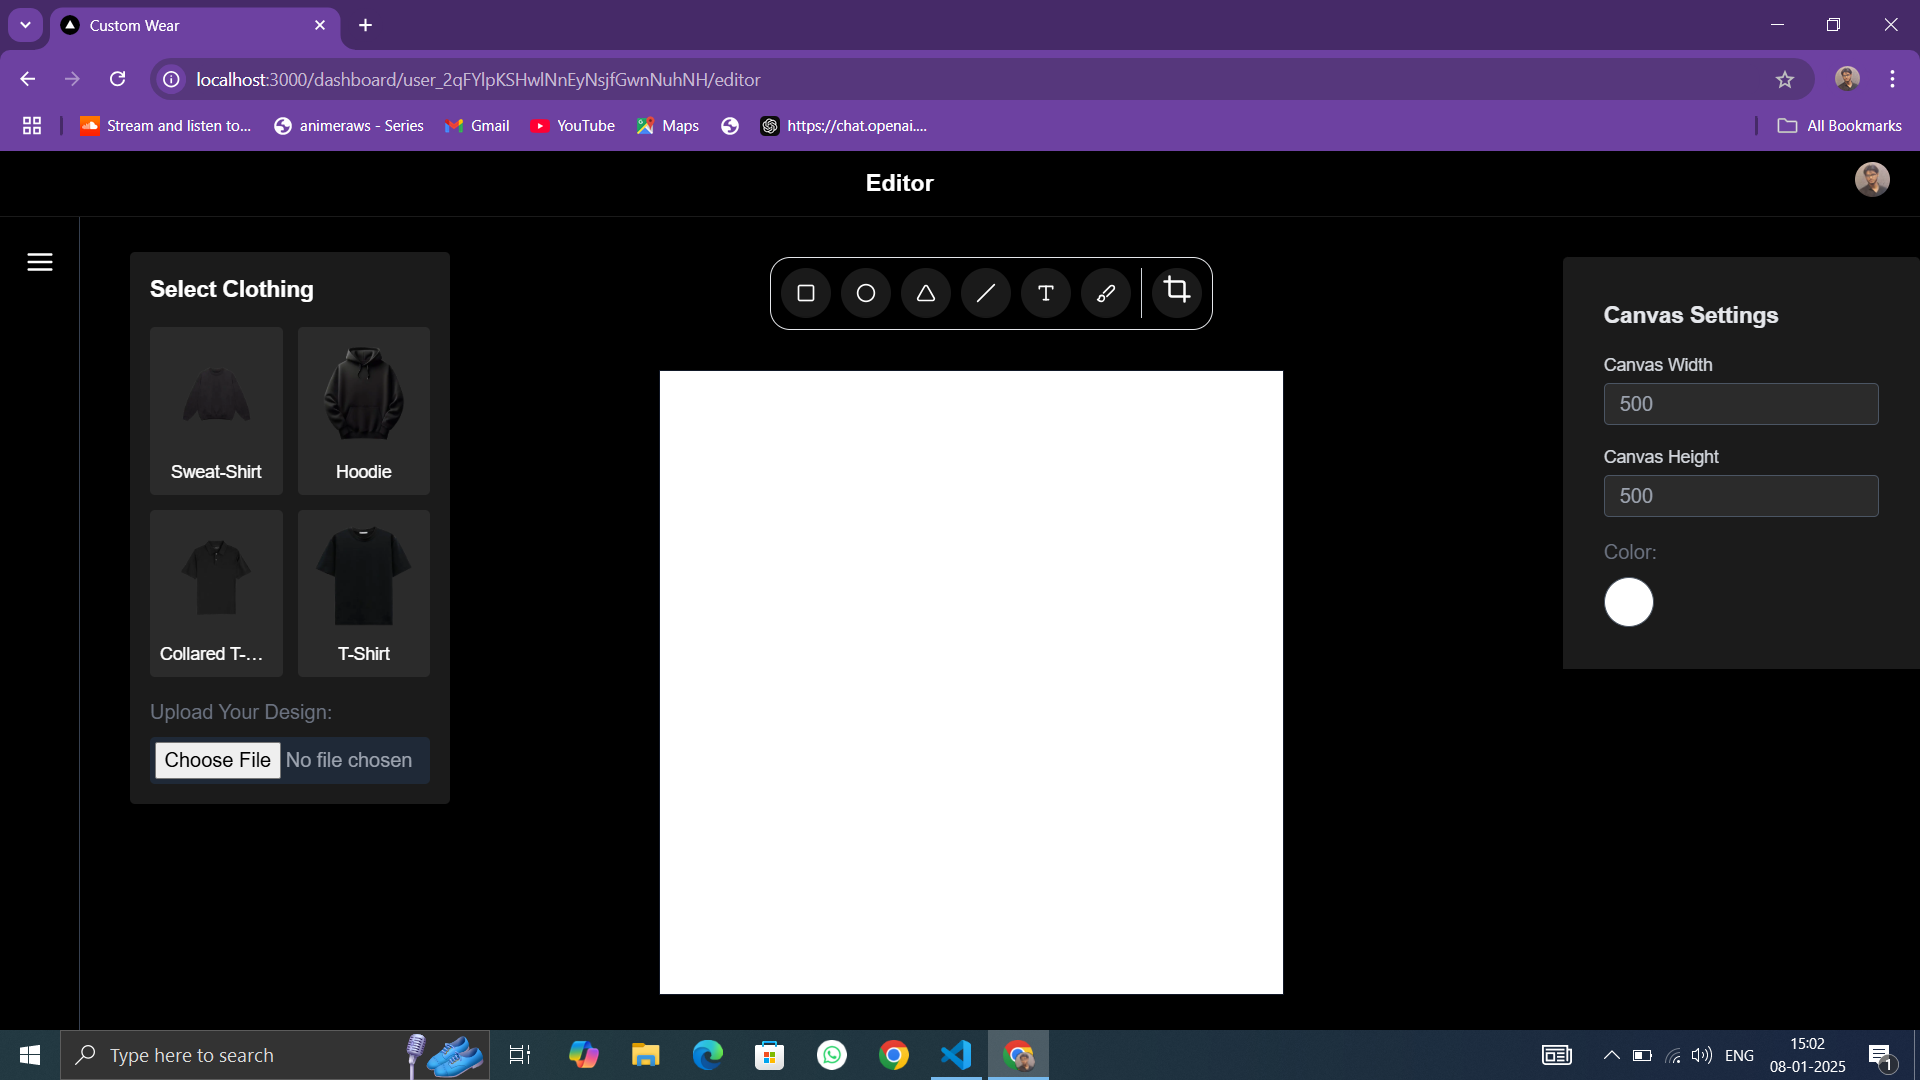 Custom Wear
localhost:3000/dashboard/user_2qFYlpKSHwlNnEyNsjfGwnNuhNH/editor
Stream and listen to...
animeraws - Series
Gmail
YouTube
Maps
https://chat.openai....
All Bookmarks
Editor
Select Clothing
Sweat-Shirt
Hoodie
Collared T-...
T-Shirt
Upload Your Design:
Choose File No file chosen
T
Canvas Settings
Canvas Width
500
Canvas Height
500
Color:
Type here to search
ENG
15:02
08-01-2025
1